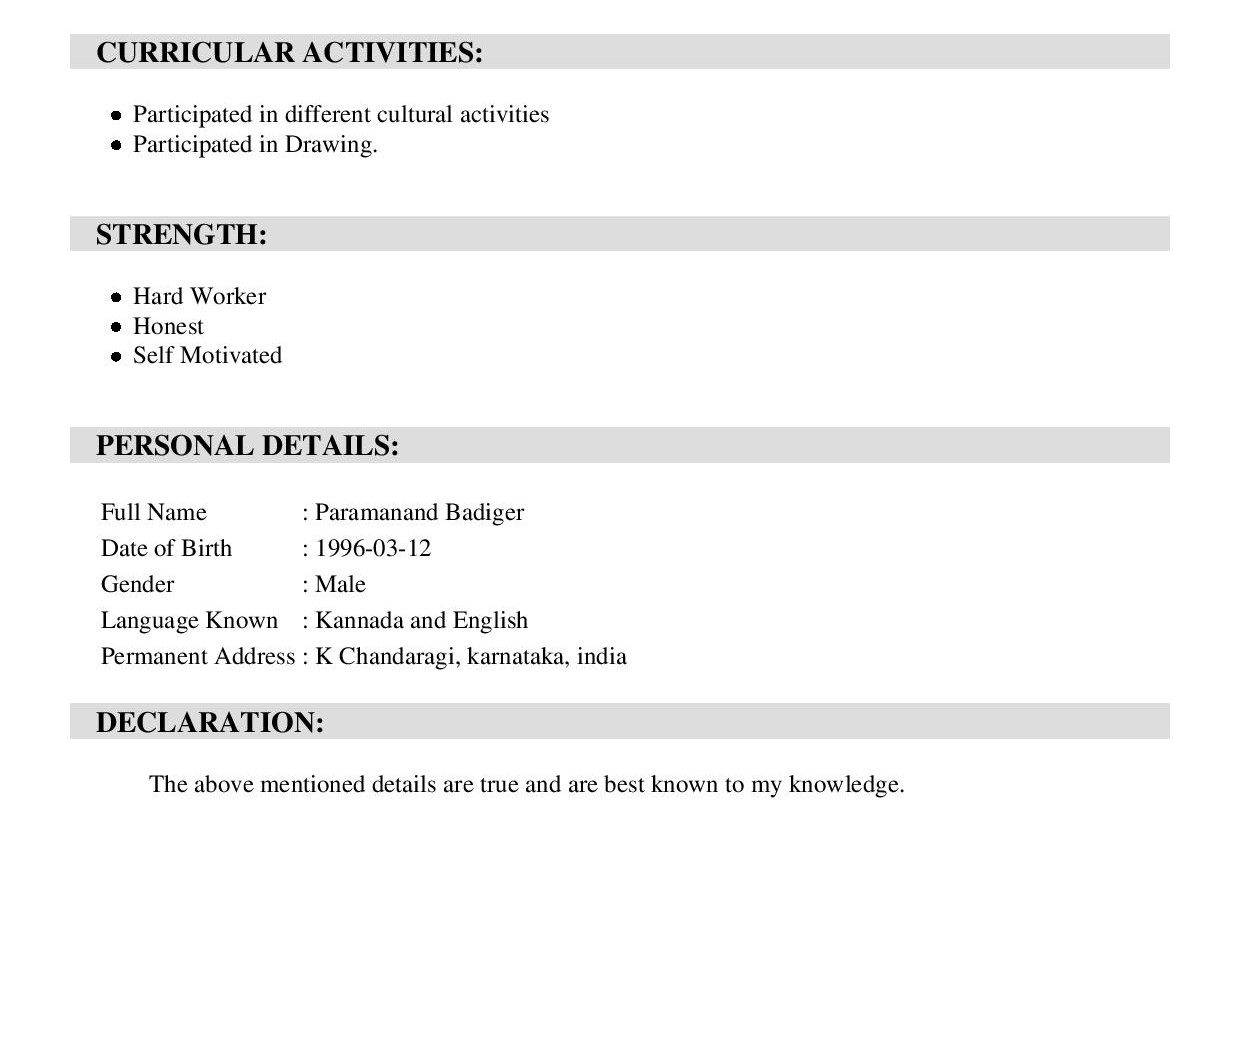 CURRICULAR ACTIVITIES:
● Participated in different cultural activities
● Participated in Drawing.
STRENGTH:
● Hard Worker
● Honest
● Self Motivated
PERSONAL DETAILS:
Full Name : Paramanand Badiger
Date of Birth : 1996-03-12
Gender : Male
Language Known : Kannada and English
Permanent Address : K Chandaragi, karnataka, india
DECLARATION:
The above mentioned details are true and are best known to my knowledge.